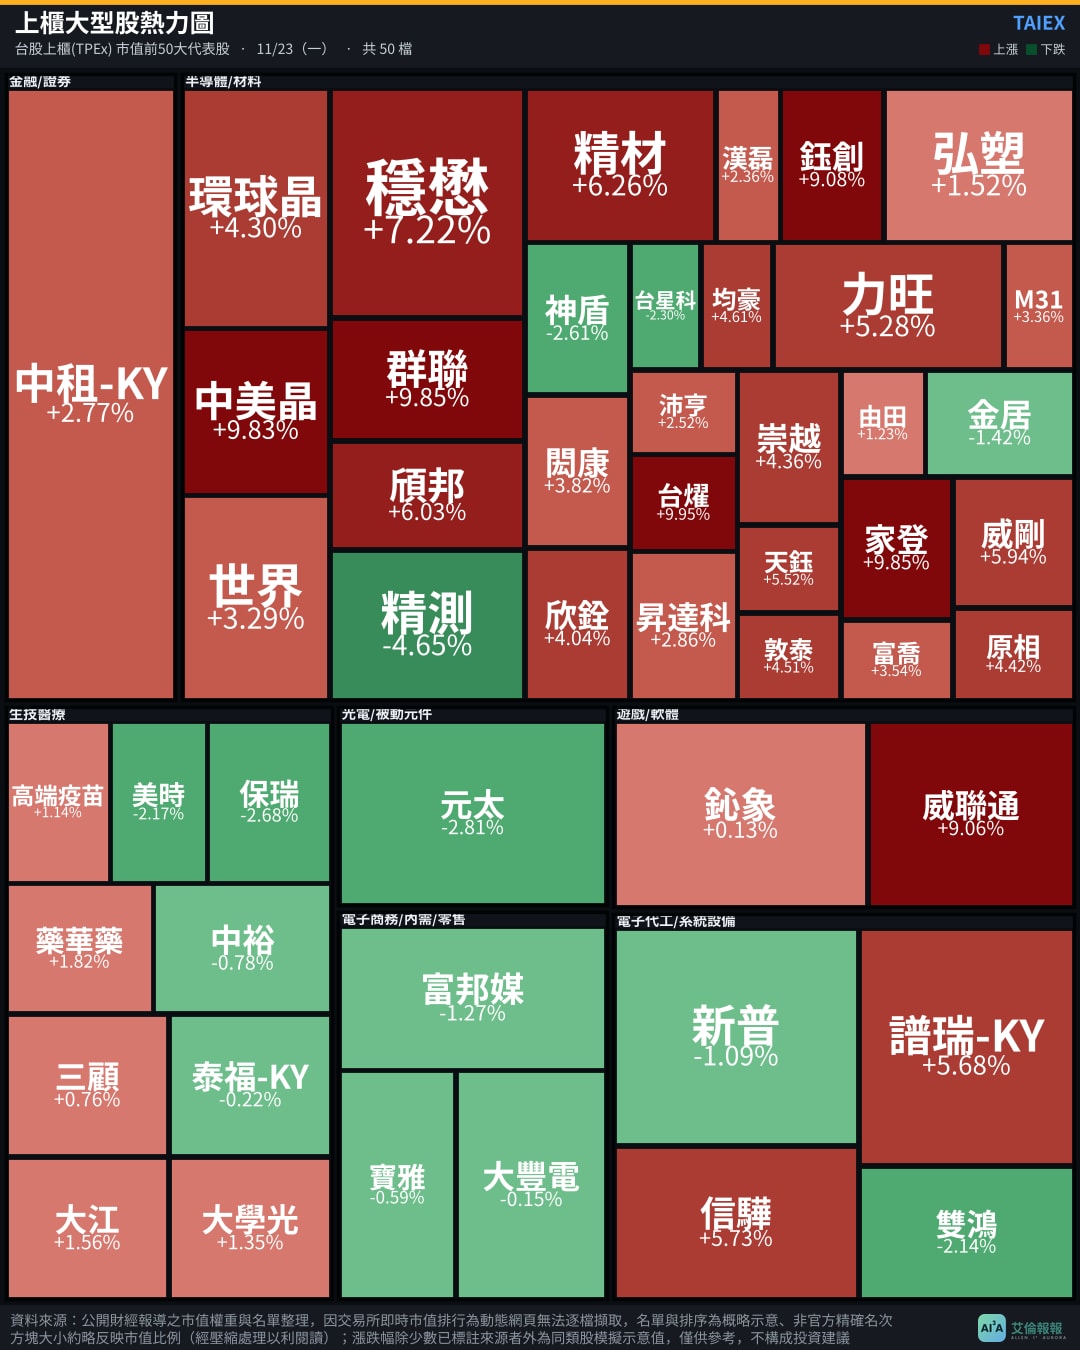 上櫃大型股熱力圖
TAIEX
台股上櫃(TPEx) 市值前50大代表股 · 11/23（一） · 共 50 檔
上漲 下跌
金融/證券
中租-KY
+2.77%
半導體/材料
環球晶
+4.30%
穩懋
+7.22%
精材
+6.26%
漢磊
+2.36%
鈺創
+9.08%
弘塑
+1.52%
中美晶
+9.83%
群聯
+9.85%
神盾
-2.61%
台星科
-2.30%
均豪
+4.61%
力旺
+5.28%
M31
+3.36%
世界
+3.29%
頎邦
+6.03%
精測
-4.65%
閎康
+3.82%
欣銓
+4.04%
沛亨
+2.52%
台燿
+9.95%
昇達科
+2.86%
崇越
+4.36%
天鈺
+5.52%
敦泰
+4.51%
由田
+1.23%
金居
-1.42%
家登
+9.85%
威剛
+5.94%
富喬
+3.54%
原相
+4.42%
生技醫療
高端疫苗
+1.14%
美時
-2.17%
保瑞
-2.68%
藥華藥
+1.82%
中裕
-0.78%
三顧
+0.76%
泰福-KY
-0.22%
大江
+1.56%
大學光
+1.35%
光電/被動元件
元太
-2.81%
電子商務/內需/零售
富邦媒
-1.27%
寶雅
-0.59%
大豐電
-0.15%
遊戲/軟體
鈊象
+0.13%
威聯通
+9.06%
電子代工/系統設備
新普
-1.09%
譜瑞-KY
+5.68%
信驊
+5.73%
雙鴻
-2.14%
資料來源：公開財經報導之市值權重與名單整理，因交易所即時市值排行為動態網頁無法逐檔擷取，名單與排序為概略示意、非官方精確名次
方塊大小約略反映市值比例（經壓縮處理以利閱讀）；漲跌幅除少數已標註來源者外為同類股模擬示意值，僅供參考，不構成投資建議
艾倫報報